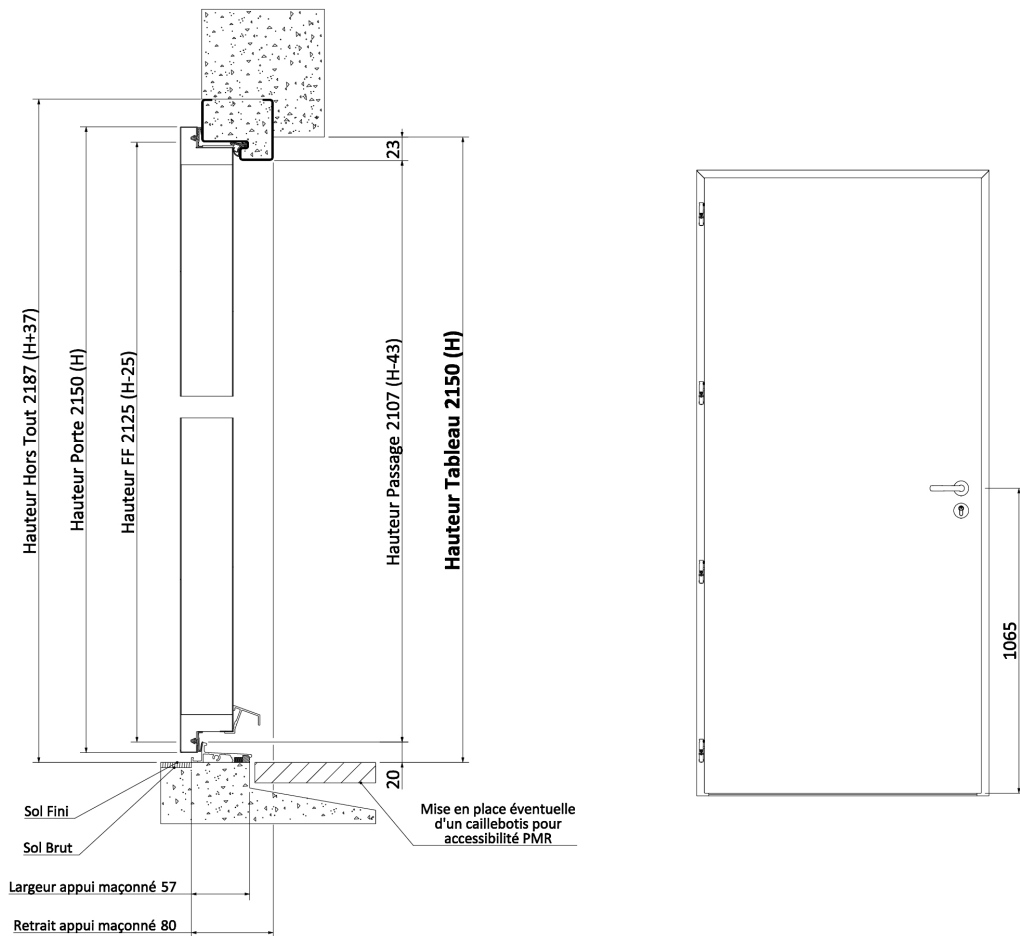 Hauteur Hors Tout 2187 (H+37)
Hauteur Porte 2150 (H)
Hauteur FF 2125 (H-25)
23
Hauteur Passage 2107 (H-43)
Hauteur Tableau 2150 (H)
20
1065
Sol Fini
Sol Brut
Mise en place éventuelle
d'un caillebotis pour
accessibilité PMR
Largeur appui maçonné 57
Retrait appui maçonné 80